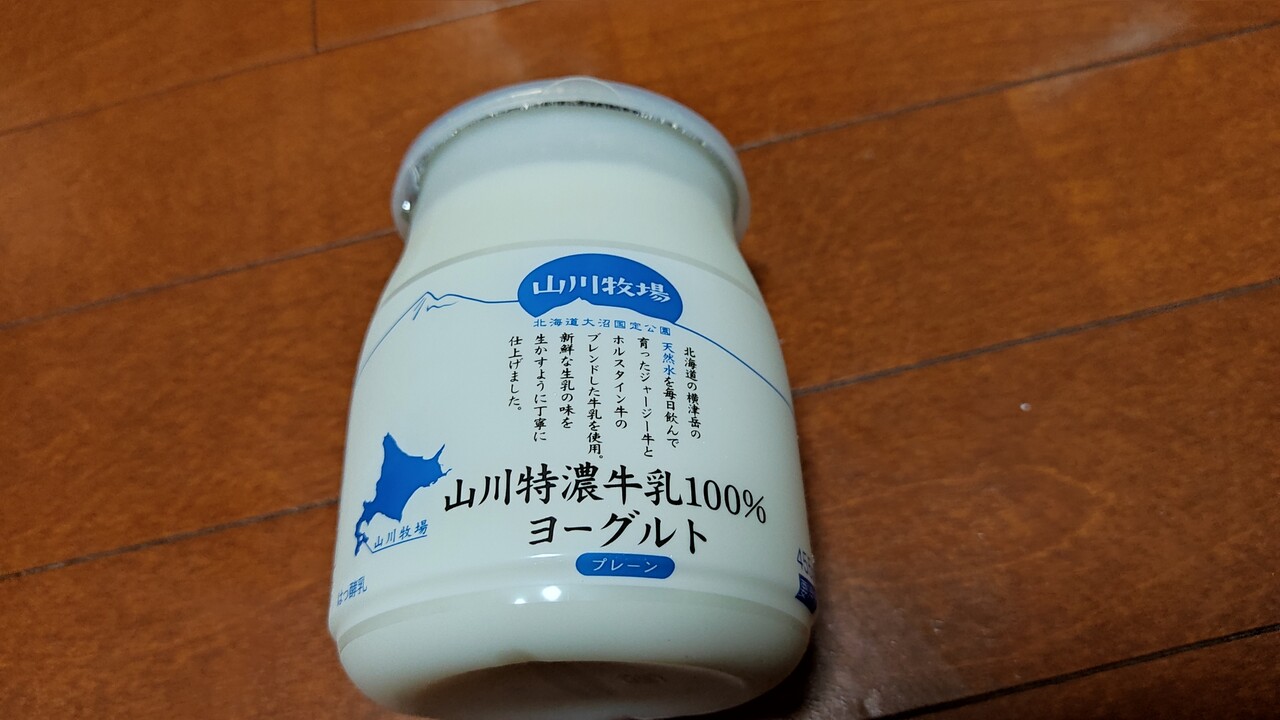 山川牧場
北海道大沼国定公園
北海道の横津岳の
天然水を毎日飲んで
育ったジャージー牛と
ホルスタイン牛の
ブレンドした牛乳を使用。
新鮮な生乳の味を
生かすように丁寧に
仕上げました。
山川特濃牛乳100%
ヨーグルト
プレーン
山川牧場
はつ酵乳